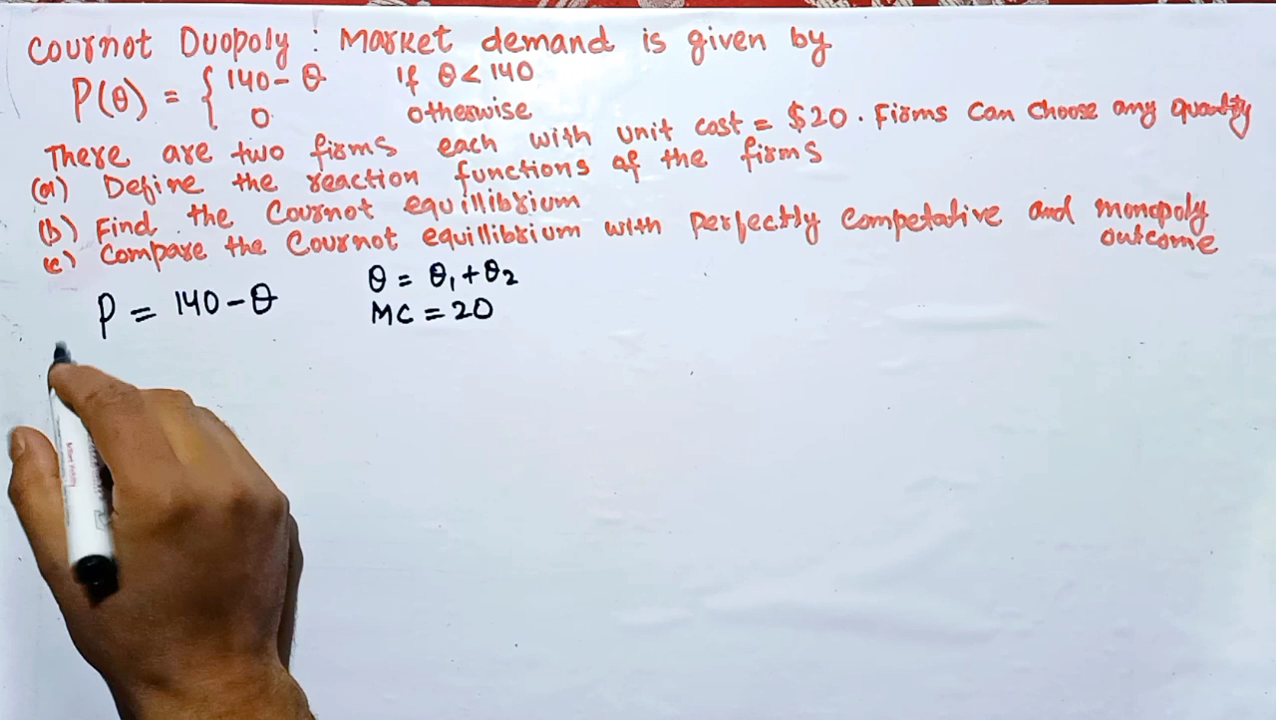 Cournot Duopoly : Market demand is given by
P(Q) = { 140 - Q if Q < 140
0 otherwise
There are two firms each with unit cost = $20. Firms can choose any quantity
(a) Define the reaction functions of the firms
(b) Find the Cournot equillibrium
(c) Compare the Cournot equillibrium with perfectly competative and monopoly
outcome
P = 140 - Q Q = Q1 + Q2
MC = 20